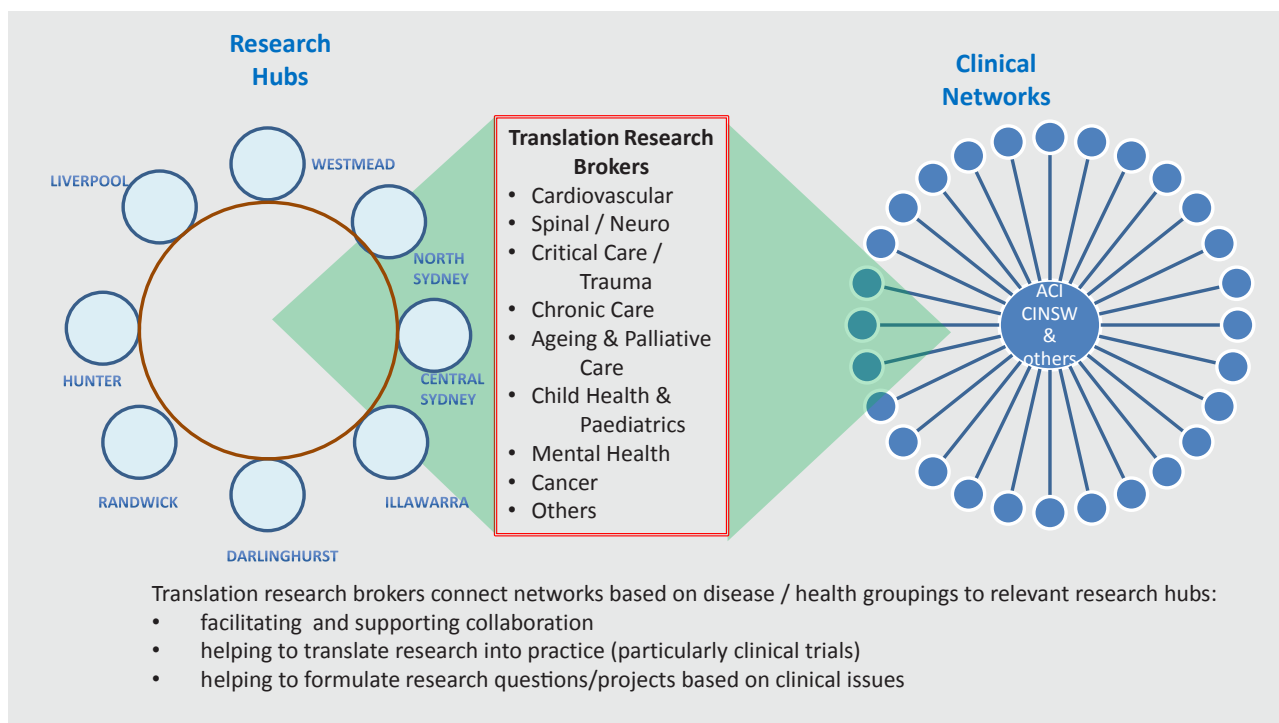 Research
Hubs
WESTMEAD
LIVERPOOL
NORTH
SYDNEY
HUNTER
CENTRAL
SYDNEY
RANDWICK
ILLAWARRA
DARLINGHURST
Translation Research
Brokers
• Cardiovascular
• Spinal / Neuro
• Critical Care /
Trauma
• Chronic Care
• Ageing & Palliative
Care
• Child Health &
Paediatrics
• Mental Health
• Cancer
• Others
Clinical
Networks
ACI
CINSW
&
others
Translation research brokers connect networks based on disease / health groupings to relevant research hubs:
• facilitating and supporting collaboration
• helping to translate research into practice (particularly clinical trials)
• helping to formulate research questions/projects based on clinical issues